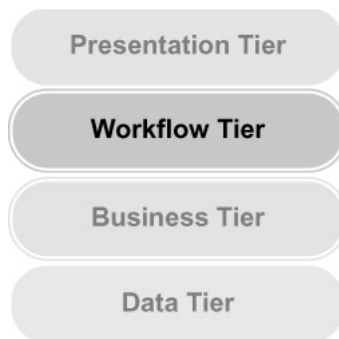 Presentation Tier
Workflow Tier
Business Tier
Data Tier